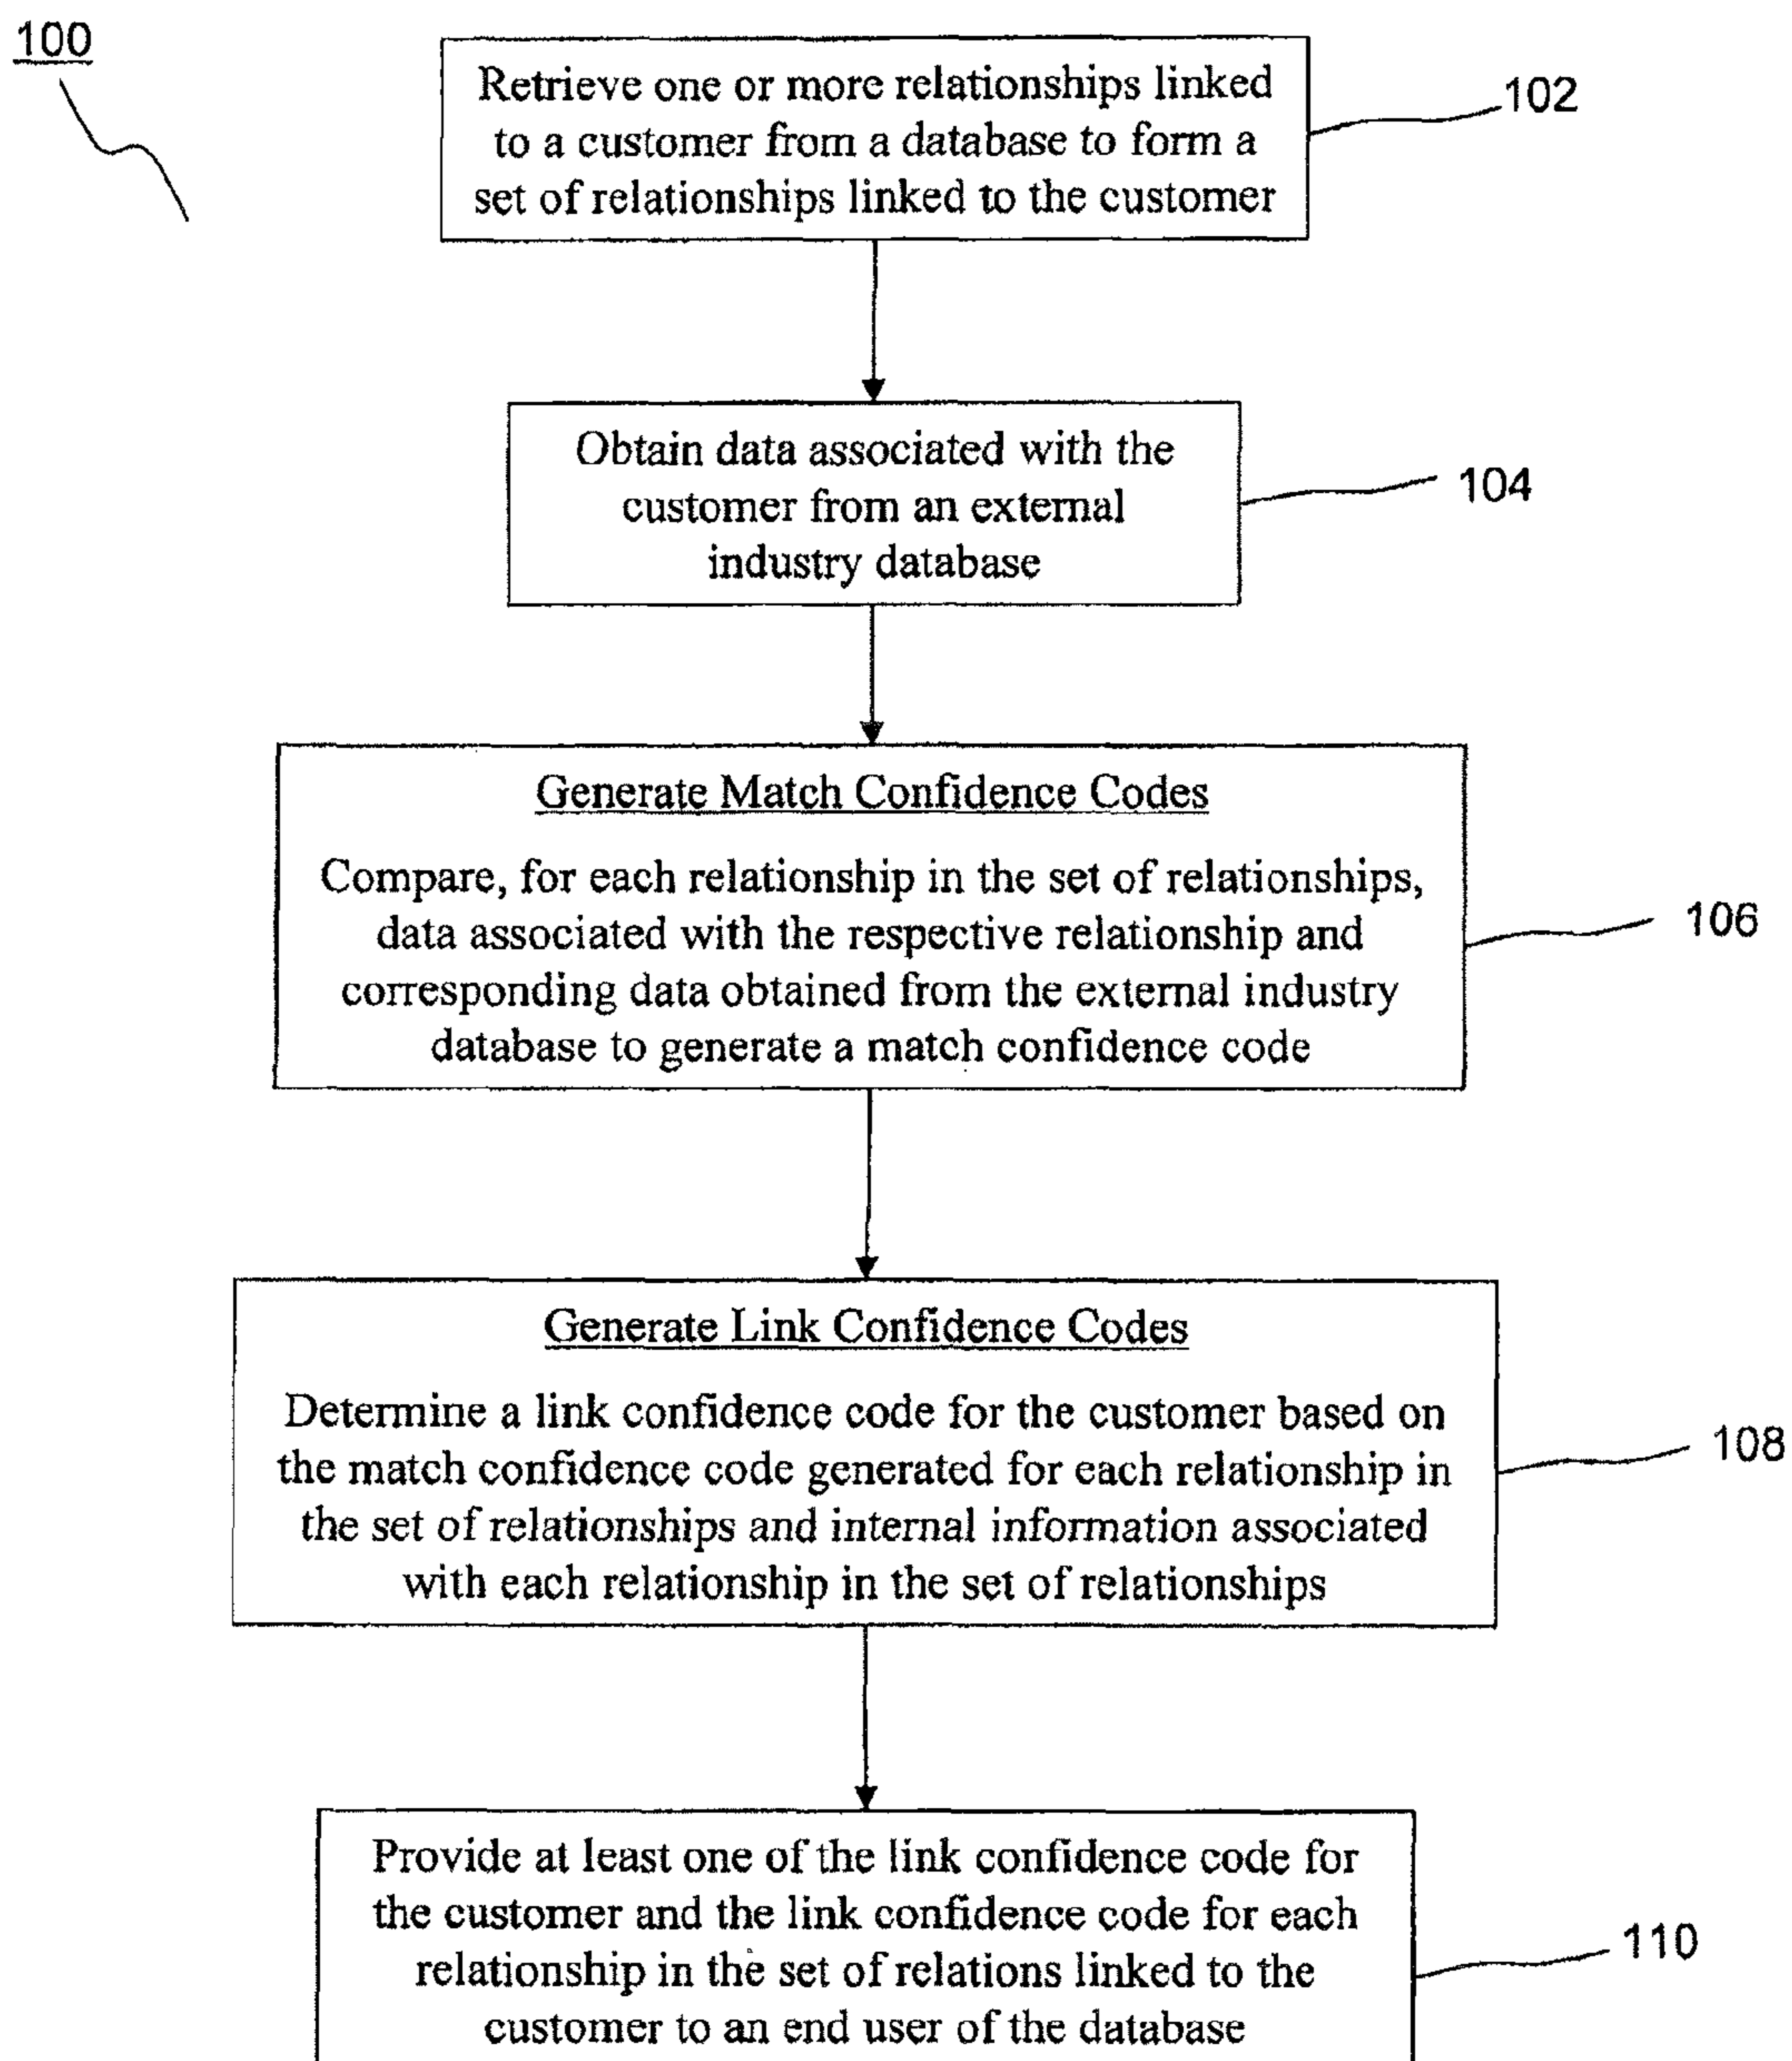 100
Retrieve one or more relationships linked
to a customer from a database to form a
set of relationships linked to the customer
102
Obtain data associated with the
customer from an external
industry database
104
Generate Match Confidence Codes
Compare, for each relationship in the set of relationships,
data associated with the respective relationship and
corresponding data obtained from the external industry
database to generate a match confidence code
106
Generate Link Confidence Codes
Determine a link confidence code for the customer based on
the match confidence code generated for each relationship in
the set of relationships and internal information associated
with each relationship in the set of relationships
108
Provide at least one of the link confidence code for
the customer and the link confidence code for each
relationship in the set of relations linked to the
customer to an end user of the database
110